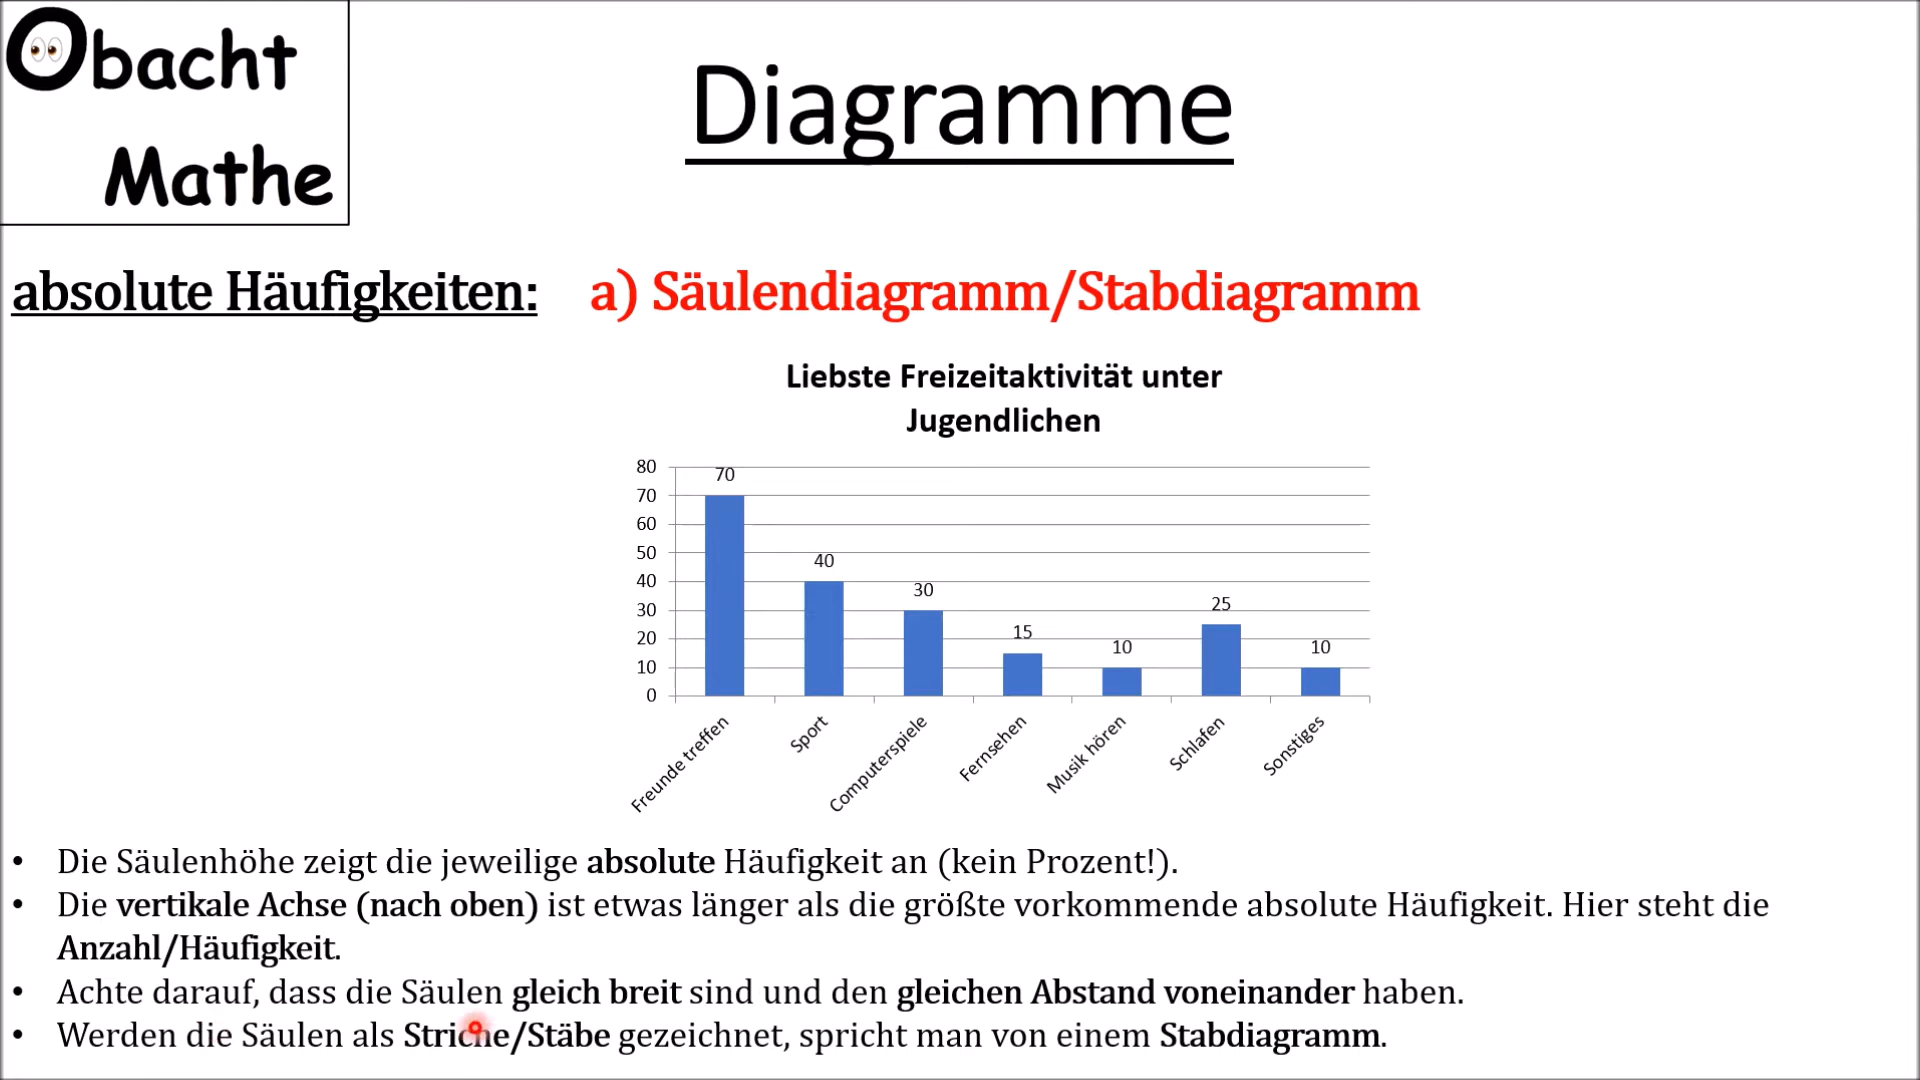 Obacht
Mathe
Diagramme
absolute Häufigkeiten: a) Säulendiagramm/Stabdiagramm
Liebste Freizeitaktivität unter
Jugendlichen
80
70
60
50
40
30
20
10
0
70
40
30
15
10
25
10
Freunde treffen
Sport
Computerspiele
Fernsehen
Musik hören
Schlafen
Sonstiges
• Die Säulenhöhe zeigt die jeweilige absolute Häufigkeit an (kein Prozent!).
• Die vertikale Achse (nach oben) ist etwas länger als die größte vorkommende absolute Häufigkeit. Hier steht die
Anzahl/Häufigkeit.
• Achte darauf, dass die Säulen gleich breit sind und den gleichen Abstand voneinander haben.
• Werden die Säulen als Striche/Stäbe gezeichnet, spricht man von einem Stabdiagramm.